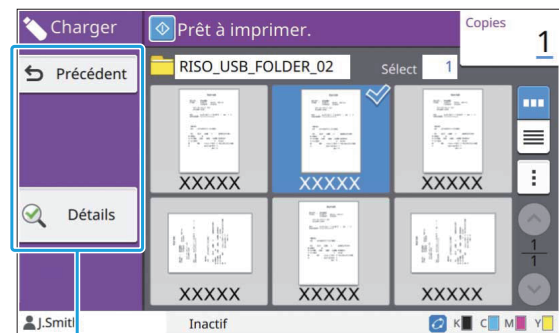 Charger
Prêt à imprimer.
Copies
1
Précédent
RISO_USB_FOLDER_02
Sélect 1
XXXXX XXXXX XXXXX
Détails
1
1
XXXXX XXXXX XXXXX
J.Smith
Inactif
K C M Y